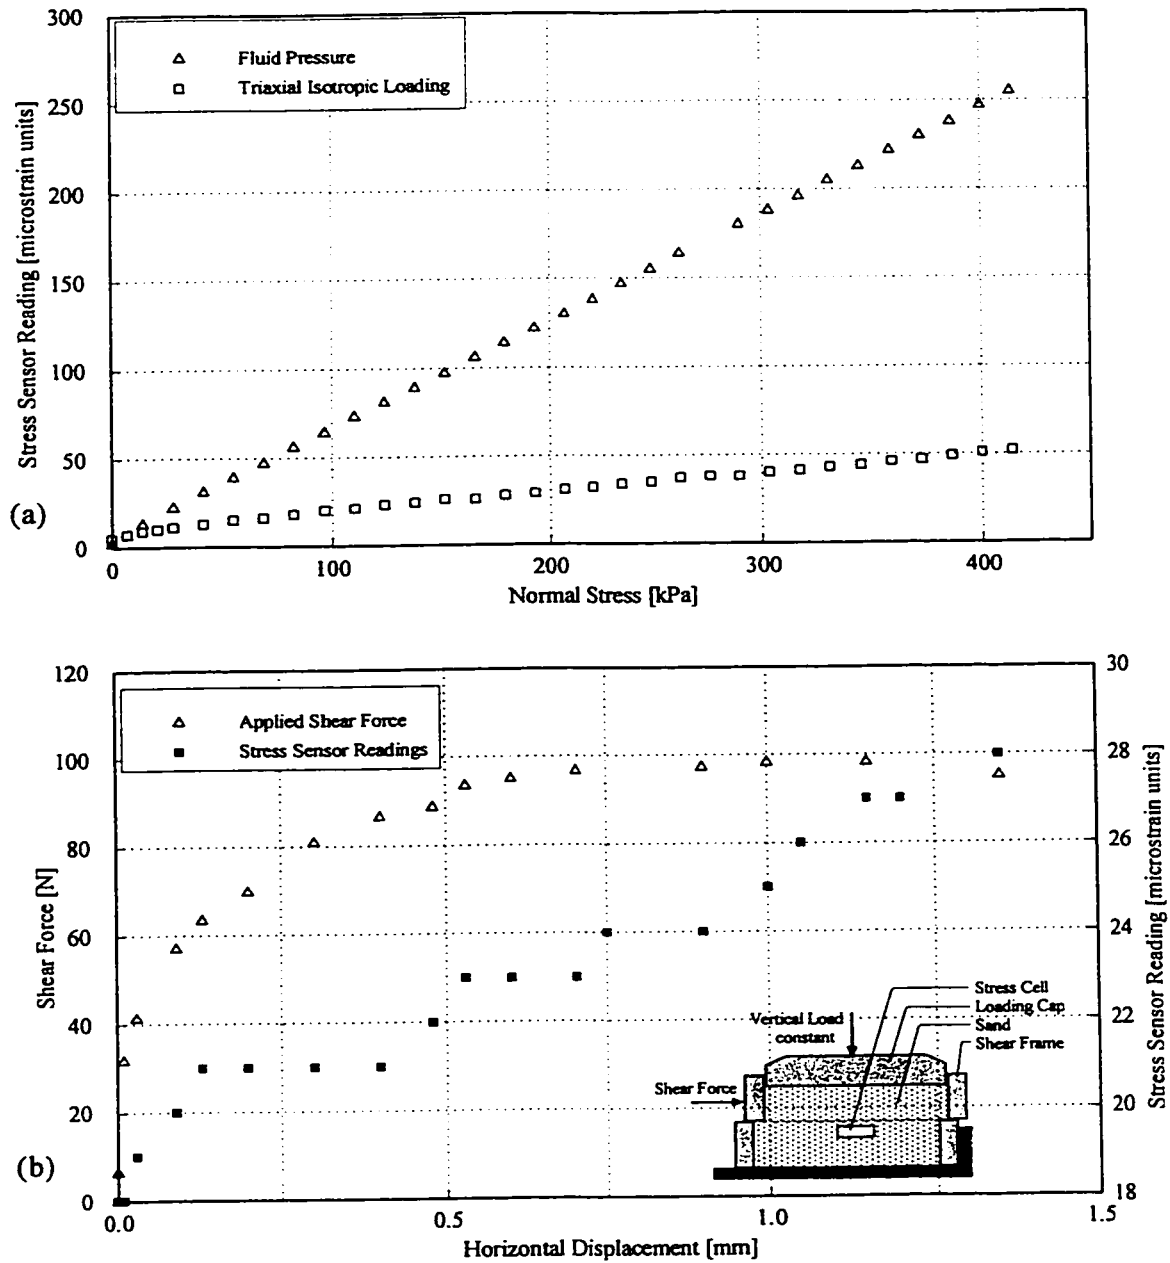 300
250
200
150
100
50
0
Stress Sensor Reading [microstrain units]
Fluid Pressure
Triaxial Isotropic Loading
(a)
0
100
200
300
400
Normal Stress [kPa]
120
100
80
60
40
20
0
Shear Force [N]
Applied Shear Force
Stress Sensor Readings
30
28
26
24
22
20
18
Stress Sensor Reading [microstrain units]
Stress Cell
Loading Cap
Sand
Shear Frame
Vertical Load
constant
Shear Force
(b)
0.0
0.5
1.0
1.5
Horizontal Displacement [mm]